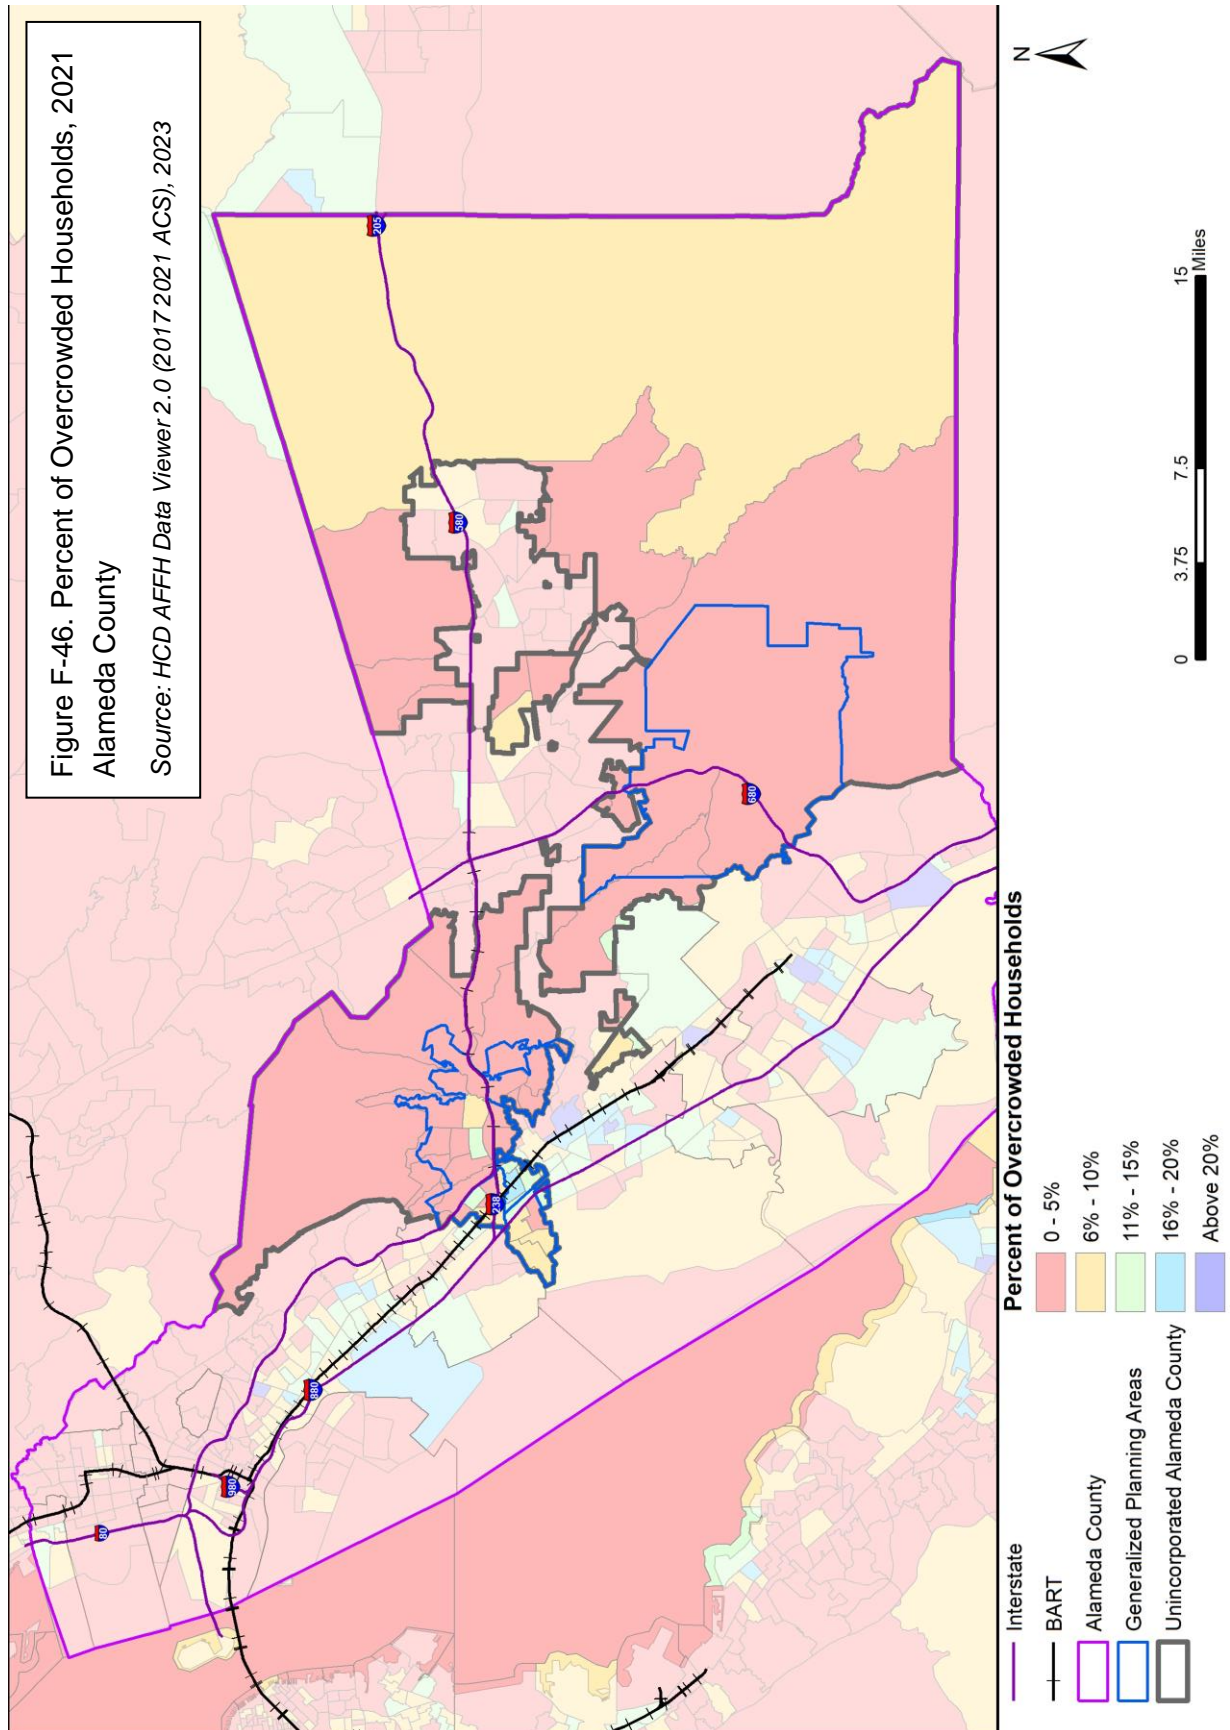 Figure F-46. Percent of Overcrowded Households, 2021
Alameda County
Source: HCD AFFH Data Viewer 2.0 (2017 2021 ACS), 2023
N
80
980
880
238
580
205
680
Interstate
BART
Alameda County
Generalized Planning Areas
Unincorporated Alameda County
Percent of Overcrowded Households
0 - 5%
6% - 10%
11% - 15%
16% - 20%
Above 20%
0 3.75 7.5 15
Miles